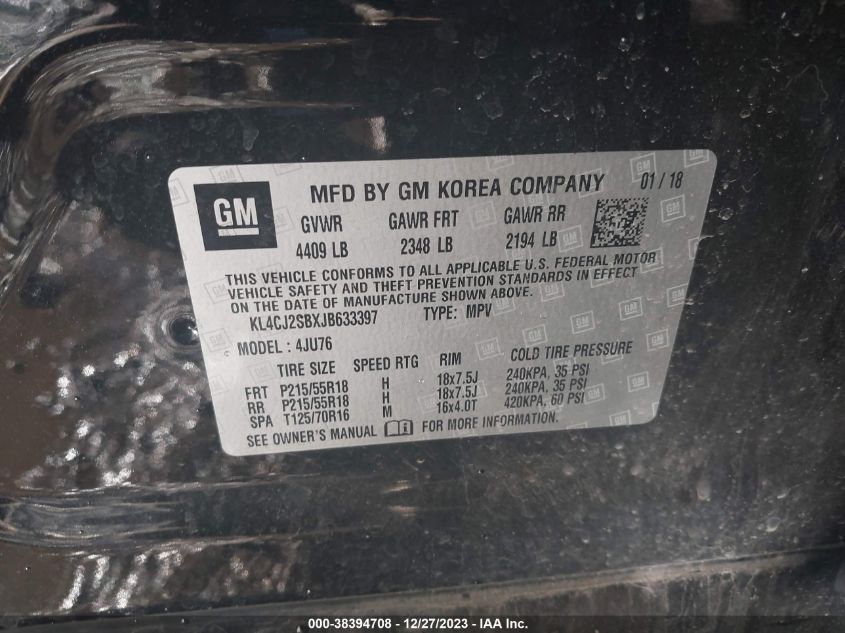 GM
MFD BY GM KOREA COMPANY 01 / 18
GVWR GAWR FRT GAWR RR
4409 LB 2348 LB 2194 LB
THIS VEHICLE CONFORMS TO ALL APPLICABLE U.S. FEDERAL MOTOR
VEHICLE SAFETY AND THEFT PREVENTION STANDARDS IN EFFECT
ON THE DATE OF MANUFACTURE SHOWN ABOVE.
KL4CJ2SBXJB633397 TYPE: MPV
MODEL : 4JU76
TIRE SIZE SPEED RTG RIM COLD TIRE PRESSURE
FRT P215/55R18 H 18x7.5J 240KPA, 35 PSI
RR P215/55R18 H 18x7.5J 240KPA, 35 PSI
SPA T125/70R16 M 16x4.0T 420KPA, 60 PSI
SEE OWNER'S MANUAL FOR MORE INFORMATION.
000-38394708 - 12/27/2023 - IAA Inc.